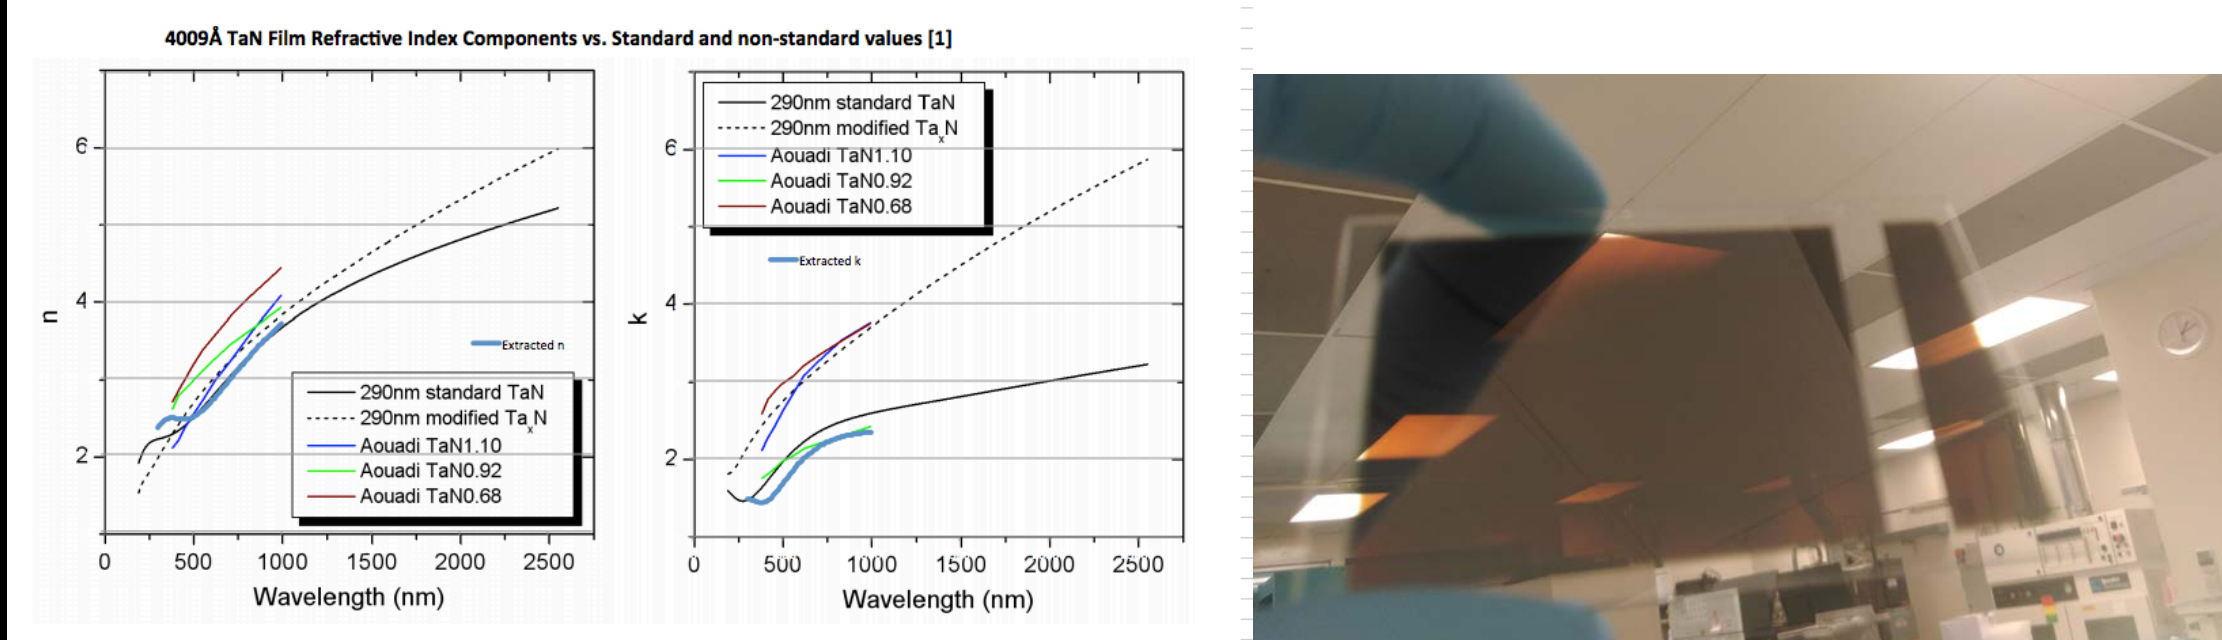 4009Å TaN Film Refractive Index Components vs. Standard and non-standard values [1]
n
6
4
2
Extracted n
290nm standard TaN
290nm modified TaxN
Aouadi TaN1.10
Aouadi TaN0.92
Aouadi TaN0.68
0 500 1000 1500 2000 2500
Wavelength (nm)
k
6
4
2
290nm standard TaN
290nm modified TaxN
Aouadi TaN1.10
Aouadi TaN0.92
Aouadi TaN0.68
Extracted k
0 500 1000 1500 2000 2500
Wavelength (nm)